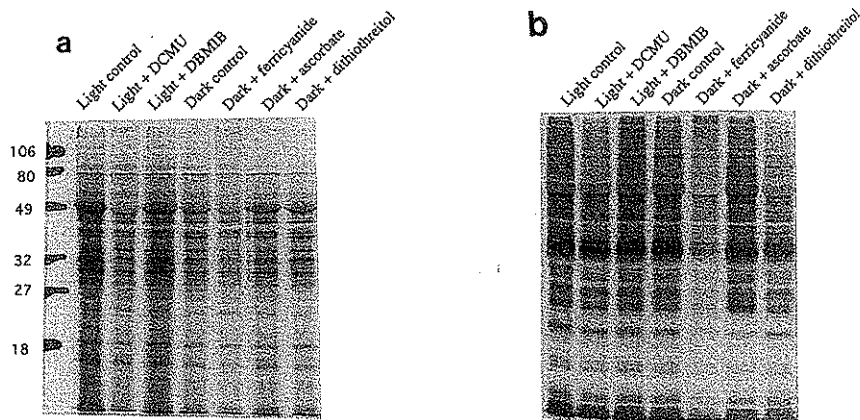 a
Light control
Light + DCMU
Light + DBMIB
Dark control
Dark + ferricyanide
Dark + ascorbate
Dark + dithiothreitol
106
80
49
32
27
18
b
Light control
Light + DCMU
Light + DBMIB
Dark control
Dark + ferricyanide
Dark + ascorbate
Dark + dithiothreitol